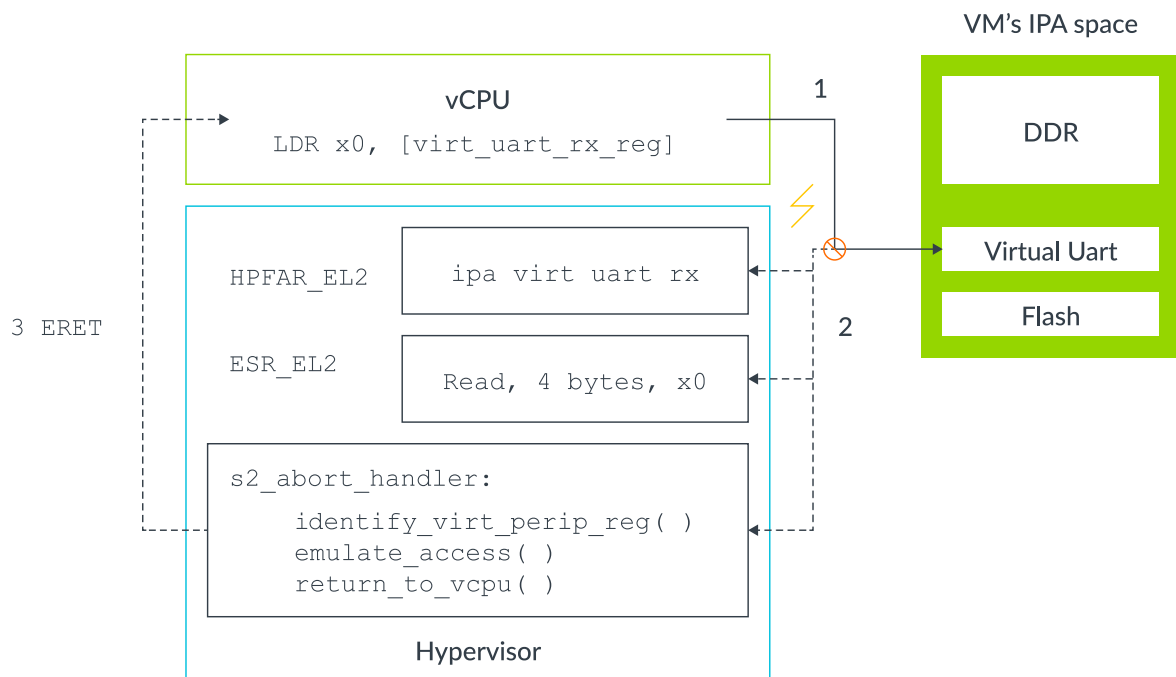 VM's IPA space
vCPU
1
LDR x0, [virt_uart_rx_reg]
DDR
Virtual Uart
Flash
HPFAR_EL2
ipa virt uart rx
3 ERET
2
ESR_EL2
Read, 4 bytes, x0
s2_abort_handler:
identify_virt_perip_reg( )
emulate_access( )
return_to_vcpu( )
Hypervisor